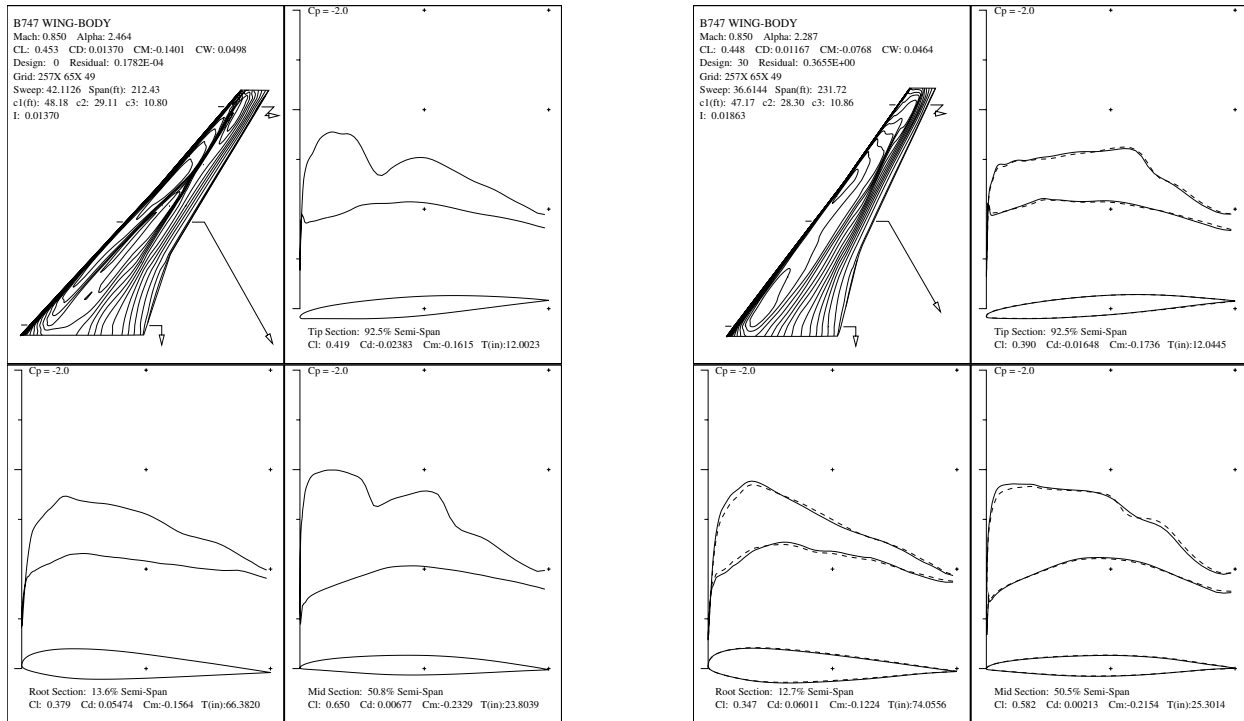 B747 WING-BODY
Mach: 0.850 Alpha: 2.464
CL: 0.453 CD: 0.01370 CM:-0.1401 CW: 0.0498
Design: 0 Residual: 0.1782E-04
Grid: 257X 65X 49
Sweep: 42.1126 Span(ft): 212.43
c1(ft): 48.18 c2: 29.11 c3: 10.80
I: 0.01370
Cp = -2.0
Tip Section: 92.5% Semi-Span
Cl: 0.419 Cd:-0.02383 Cm:-0.1615 T(in):12.0023
Cp = -2.0
Root Section: 13.6% Semi-Span
Cl: 0.379 Cd: 0.05474 Cm:-0.1564 T(in):66.3820
Cp = -2.0
Mid Section: 50.8% Semi-Span
Cl: 0.650 Cd: 0.00677 Cm:-0.2329 T(in):23.8039
B747 WING-BODY
Mach: 0.850 Alpha: 2.287
CL: 0.448 CD: 0.01167 CM:-0.0768 CW: 0.0464
Design: 30 Residual: 0.3655E+00
Grid: 257X 65X 49
Sweep: 36.6144 Span(ft): 231.72
c1(ft): 47.17 c2: 28.30 c3: 10.86
I: 0.01863
Cp = -2.0
Tip Section: 92.5% Semi-Span
Cl: 0.390 Cd:-0.01648 Cm:-0.1736 T(in):12.0445
Cp = -2.0
Root Section: 12.7% Semi-Span
Cl: 0.347 Cd: 0.06011 Cm:-0.1224 T(in):74.0556
Cp = -2.0
Mid Section: 50.5% Semi-Span
Cl: 0.582 Cd: 0.00213 Cm:-0.2154 T(in):25.3014